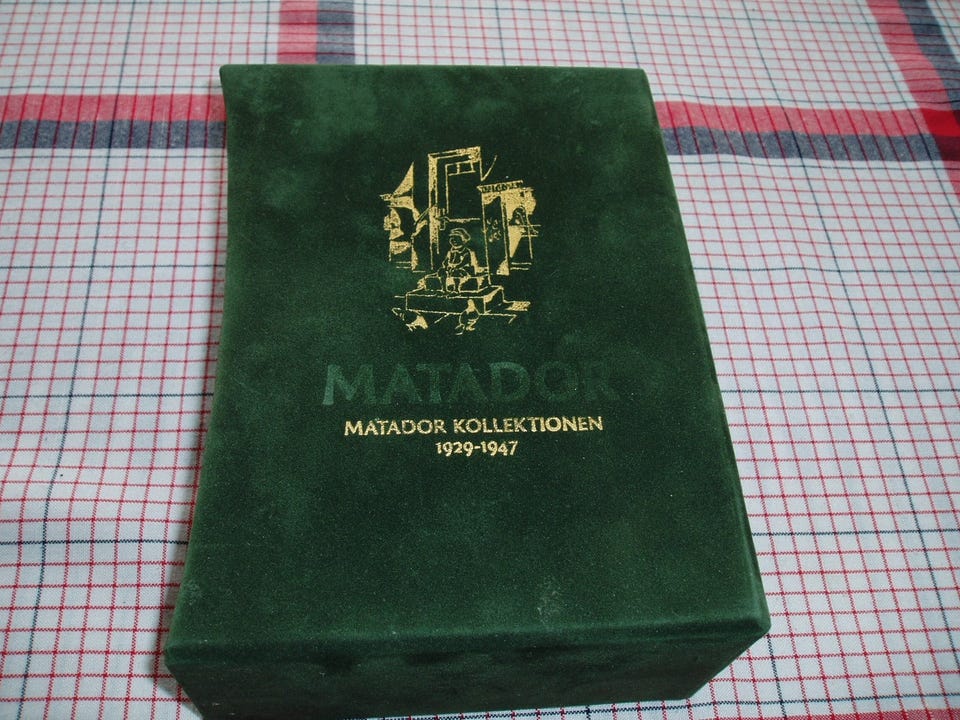 MATADOR
MATADOR KOLLEKTIONEN
1929-1947